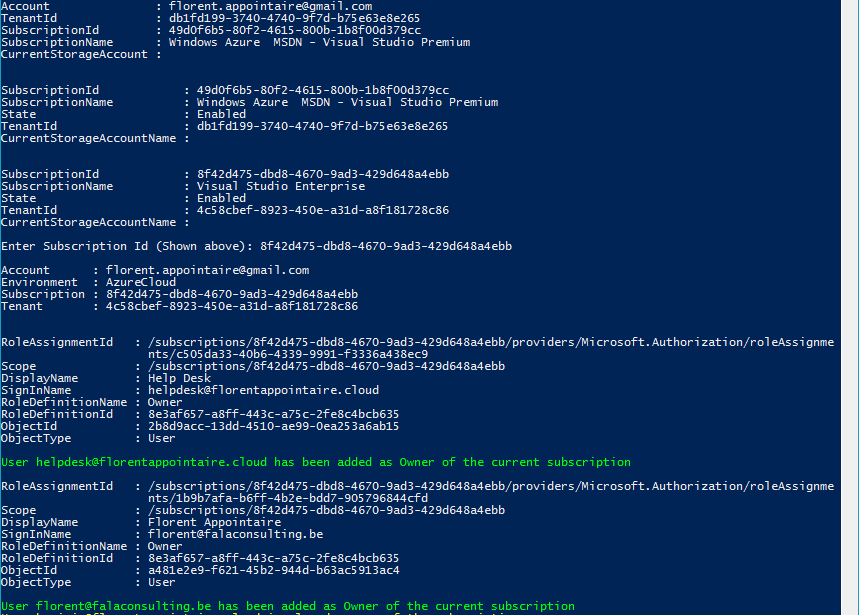 Account                : florent.appointaire@gmail.com
TenantId               : db1fd199-3740-4740-9f7d-b75e63e8e265
SubscriptionId         : 49d0f6b5-80f2-4615-800b-1b8f00d379cc
SubscriptionName       : Windows Azure  MSDN - Visual Studio Premium
CurrentStorageAccount :
SubscriptionId             : 49d0f6b5-80f2-4615-800b-1b8f00d379cc
SubscriptionName           : Windows Azure  MSDN - Visual Studio Premium
State                      : Enabled
TenantId                   : db1fd199-3740-4740-9f7d-b75e63e8e265
CurrentStorageAccountName :
SubscriptionId             : 8f42d475-dbd8-4670-9ad3-429d648a4ebb
SubscriptionName           : Visual Studio Enterprise
State                      : Enabled
TenantId                   : 4c58cbef-8923-450e-a31d-a8f181728c86
CurrentStorageAccountName :
Enter Subscription Id (Shown above): 8f42d475-dbd8-4670-9ad3-429d648a4ebb
Account      : florent.appointaire@gmail.com
Environment  : AzureCloud
Subscription : 8f42d475-dbd8-4670-9ad3-429d648a4ebb
Tenant       : 4c58cbef-8923-450e-a31d-a8f181728c86
RoleAssignmentId   : /subscriptions/8f42d475-dbd8-4670-9ad3-429d648a4ebb/providers/Microsoft.Authorization/roleAssignme
nts/c505da33-40b6-4339-9991-f3336a438ec9
Scope              : /subscriptions/8f42d475-dbd8-4670-9ad3-429d648a4ebb
DisplayName        : Help Desk
SignInName         : helpdesk@florentappointaire.cloud
RoleDefinitionName : Owner
RoleDefinitionId   : 8e3af657-a8ff-443c-a75c-2fe8c4bcb635
ObjectId           : 2b8d9acc-13dd-4510-ae99-0ea253a6ab15
ObjectType         : User
User helpdesk@florentappointaire.cloud has been added as Owner of the current subscription
RoleAssignmentId   : /subscriptions/8f42d475-dbd8-4670-9ad3-429d648a4ebb/providers/Microsoft.Authorization/roleAssignme
nts/1b9b7afa-b6ff-4b2e-bdd7-905796844cfd
Scope              : /subscriptions/8f42d475-dbd8-4670-9ad3-429d648a4ebb
DisplayName        : Florent Appointaire
SignInName         : florent@falaconsulting.be
RoleDefinitionName : Owner
RoleDefinitionId   : 8e3af657-a8ff-443c-a75c-2fe8c4bcb635
ObjectId           : a481e2e9-f621-45b2-944d-b63ac5913ac4
ObjectType         : User
User florent@falaconsulting.be has been added as Owner of the current subscription